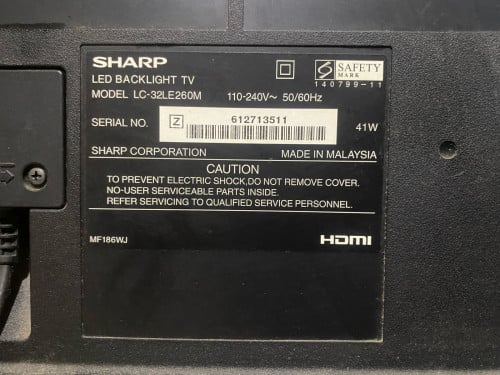 SHARP
LED BACKLIGHT TV
MODEL LC-32LE260M 110-240V~ 50/60Hz
S SAFETY
MARK
140799-11
SERIAL NO. Z 612713511 41W
SHARP CORPORATION MADE IN MALAYSIA
CAUTION
TO PREVENT ELECTRIC SHOCK,DO NOT REMOVE COVER.
NO-USER SERVICEABLE PARTS INSIDE.
REFER SERVICING TO QUALIFIED SERVICE PERSONNEL.
MF186WJ HDMI